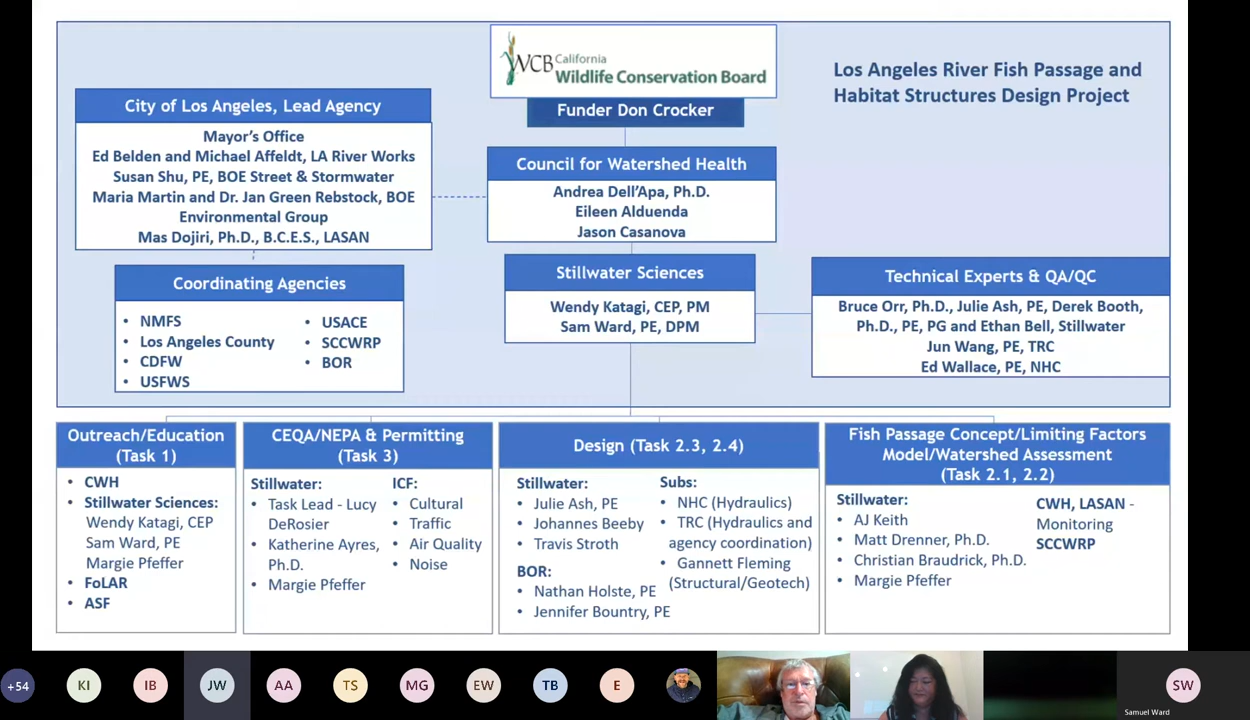 WCB California
Wildlife Conservation Board
Los Angeles River Fish Passage and
Habitat Structures Design Project
Funder Don Crocker
City of Los Angeles, Lead Agency
Mayor's Office
Ed Belden and Michael Affeldt, LA River Works
Susan Shu, PE, BOE Street & Stormwater
Maria Martin and Dr. Jan Green Rebstock, BOE
Environmental Group
Mas Dojiri, Ph.D., B.C.E.S., LASAN
Council for Watershed Health
Andrea Dell'Apa, Ph.D.
Eileen Alduenda
Jason Casanova
Coordinating Agencies
• NMFS
• Los Angeles County
• CDFW
• USFWS
• USACE
• SCCWRP
• BOR
Stillwater Sciences
Wendy Katagi, CEP, PM
Sam Ward, PE, DPM
Technical Experts & QA/QC
Bruce Orr, Ph.D., Julie Ash, PE, Derek Booth,
Ph.D., PE, PG and Ethan Bell, Stillwater
Jun Wang, PE, TRC
Ed Wallace, PE, NHC
Outreach/Education
(Task 1)
• CWH
• Stillwater Sciences:
Wendy Katagi, CEP
Sam Ward, PE
Margie Pfeffer
• FoLAR
• ASF
CEQA/NEPA & Permitting
(Task 3)
Stillwater:
• Task Lead - Lucy
DeRosier
• Katherine Ayres,
Ph.D.
• Margie Pfeffer
ICF:
• Cultural
• Traffic
• Air Quality
• Noise
Design (Task 2.3, 2.4)
Stillwater:
• Julie Ash, PE
• Johannes Beeby
• Travis Stroth
BOR:
• Nathan Holste, PE
• Jennifer Bountry, PE
Subs:
• NHC (Hydraulics)
• TRC (Hydraulics and
agency coordination)
• Gannett Fleming
(Structural/Geotech)
Fish Passage Concept/Limiting Factors
Model/Watershed Assessment
(Task 2.1, 2.2)
Stillwater:
• AJ Keith
• Matt Drenner, Ph.D.
• Christian Braudrick, Ph.D.
• Margie Pfeffer
CWH, LASAN -
Monitoring
SCCWRP
+54
KI
IB
JW
AA
TS
MG
EW
TB
E
SW
Samuel Ward